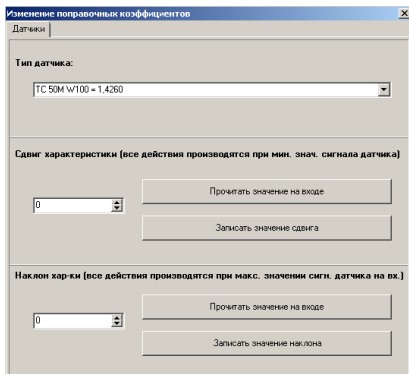 Изменение поправочных коэффициентов
Датчики
Тип датчика:
ТС 50М W100 = 1,4260
Сдвиг характеристики (все действия производятся при мин. знач. сигнала датчика)
Прочитать значение на входе
0
Записать значение сдвига
Наклон хар-ки (все действия производятся при макс. значении сигн. датчика на вх.)
Прочитать значение на входе
0
Записать значение наклона